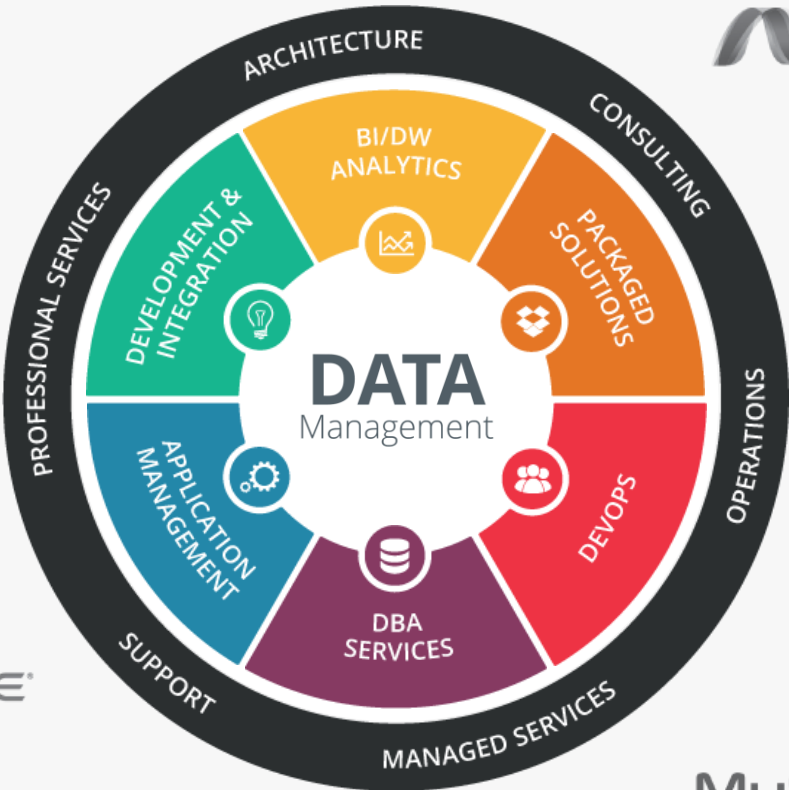 ARCHITECTURE
CONSULTING
OPERATIONS
MANAGED SERVICES
SUPPORT
PROFESSIONAL SERVICES
BI/DW
ANALYTICS
PACKAGED
SOLUTIONS
DEVOPS
DBA
SERVICES
APPLICATION
MANAGEMENT
DEVELOPMENT &
INTEGRATION
DATA
Management
E®